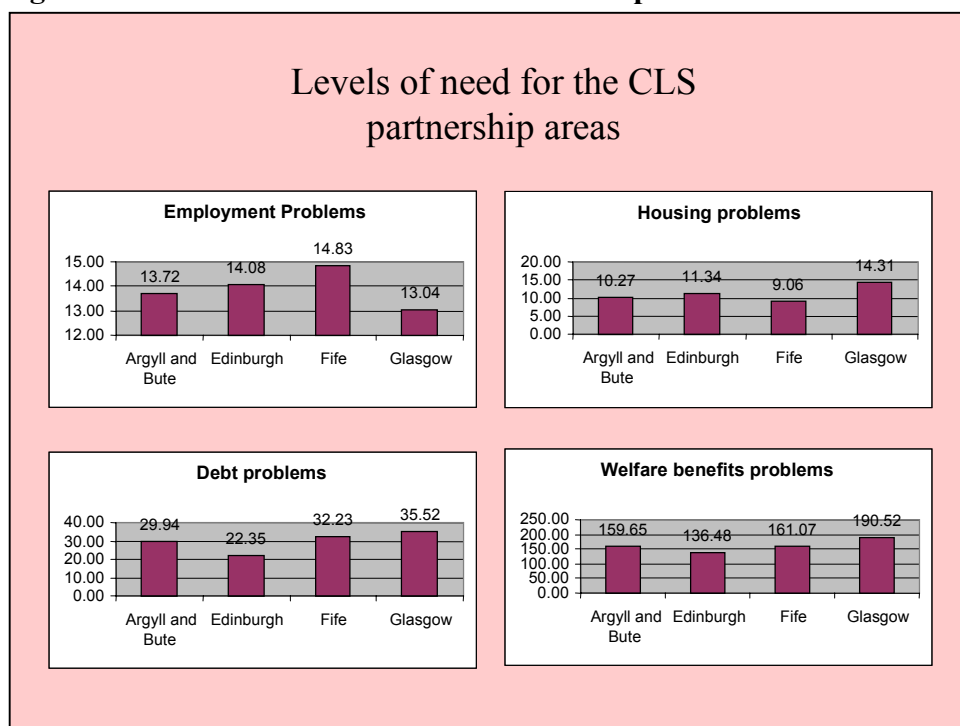 Levels of need for the CLS
partnership areas
Employment Problems
15.00
14.00
13.00
12.00
13.72
14.08
14.83
13.04
Argyll and
Bute
Edinburgh
Fife
Glasgow
Housing problems
20.00
15.00
10.00
5.00
0.00
10.27
11.34
9.06
14.31
Argyll and
Bute
Edinburgh
Fife
Glasgow
Debt problems
40.00
30.00
20.00
10.00
0.00
29.94
22.35
32.23
35.52
Argyll and
Bute
Edinburgh
Fife
Glasgow
Welfare benefits problems
250.00
200.00
150.00
100.00
50.00
0.00
159.65
136.48
161.07
190.52
Argyll and
Bute
Edinburgh
Fife
Glasgow